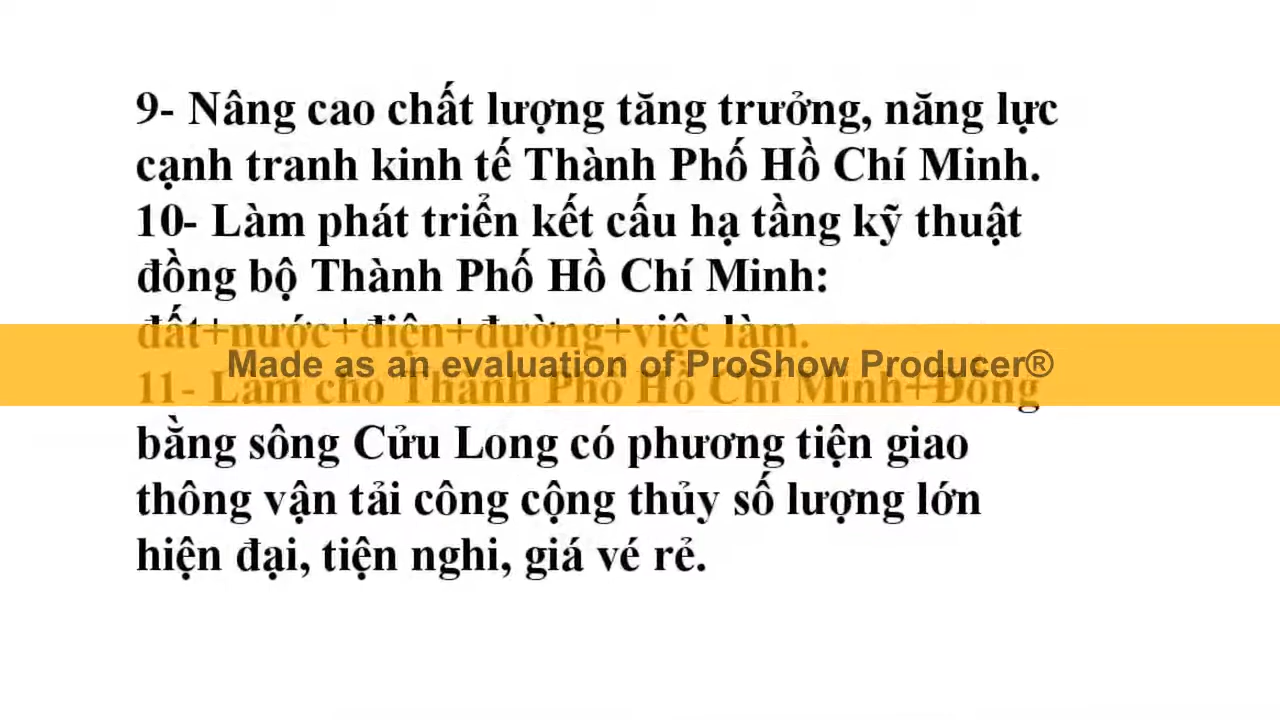 9- Nâng cao chất lượng tăng trưởng, năng lực
cạnh tranh kinh tế Thành Phố Hồ Chí Minh.
10- Làm phát triển kết cấu hạ tầng kỹ thuật
đồng bộ Thành Phố Hồ Chí Minh:
đất+nước+điện+đường+việc làm.
Made as an evaluation of ProShow Producer®
11- Làm cho Thành Phố Hồ Chí Minh+Đồng
bằng sông Cửu Long có phương tiện giao
thông vận tải công cộng thủy số lượng lớn
hiện đại, tiện nghi, giá vé rẻ.